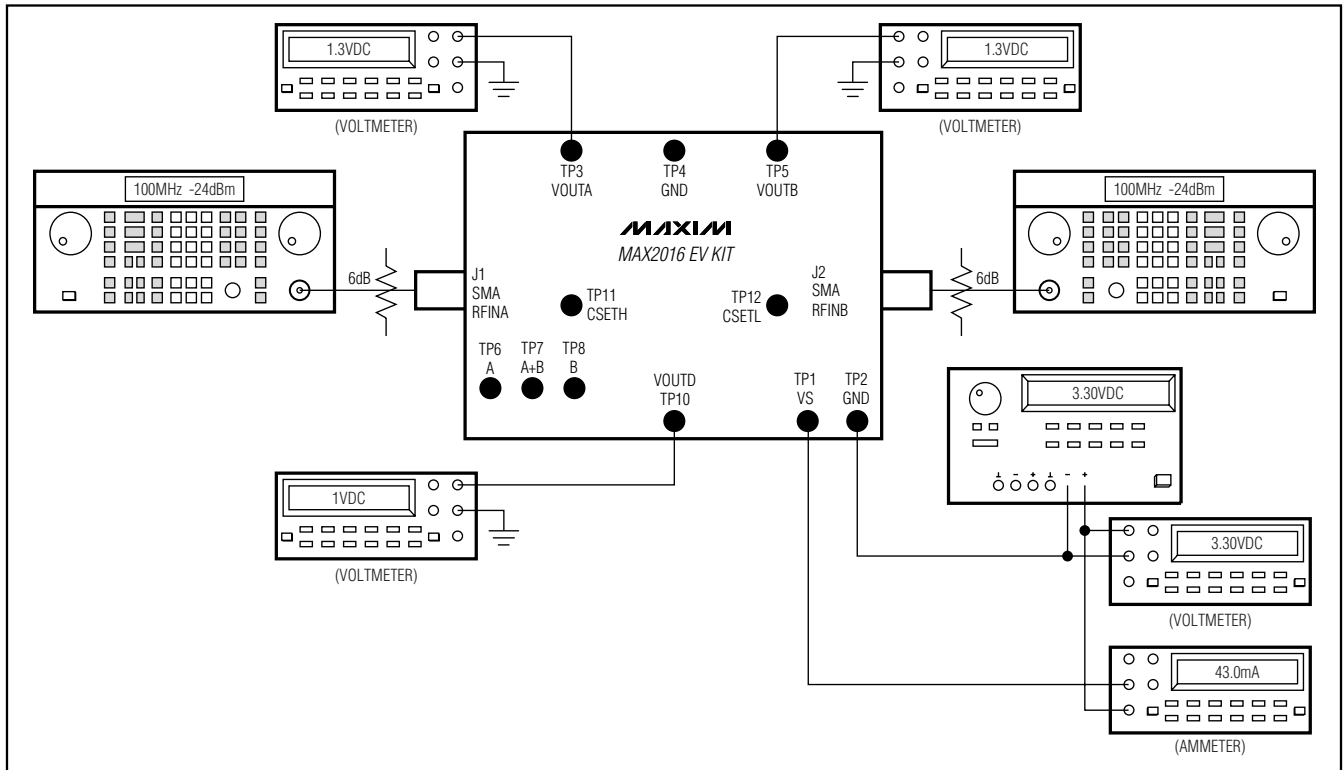 1.3VDC
(VOLTMETER)
1.3VDC
(VOLTMETER)
TP3
VOUTA
TP4
GND
TP5
VOUTB
100MHz -24dBm
100MHz -24dBm
MAXIM
MAX2016 EV KIT
6dB
J1
SMA
RFINA
TP11
CSETH
TP12
CSETL
J2
SMA
RFINB
6dB
TP6
A
TP7
A+B
TP8
B
VOUTD
TP10
TP1
VS
TP2
GND
3.30VDC
- + - +
1VDC
(VOLTMETER)
3.30VDC
(VOLTMETER)
43.0mA
(AMMETER)